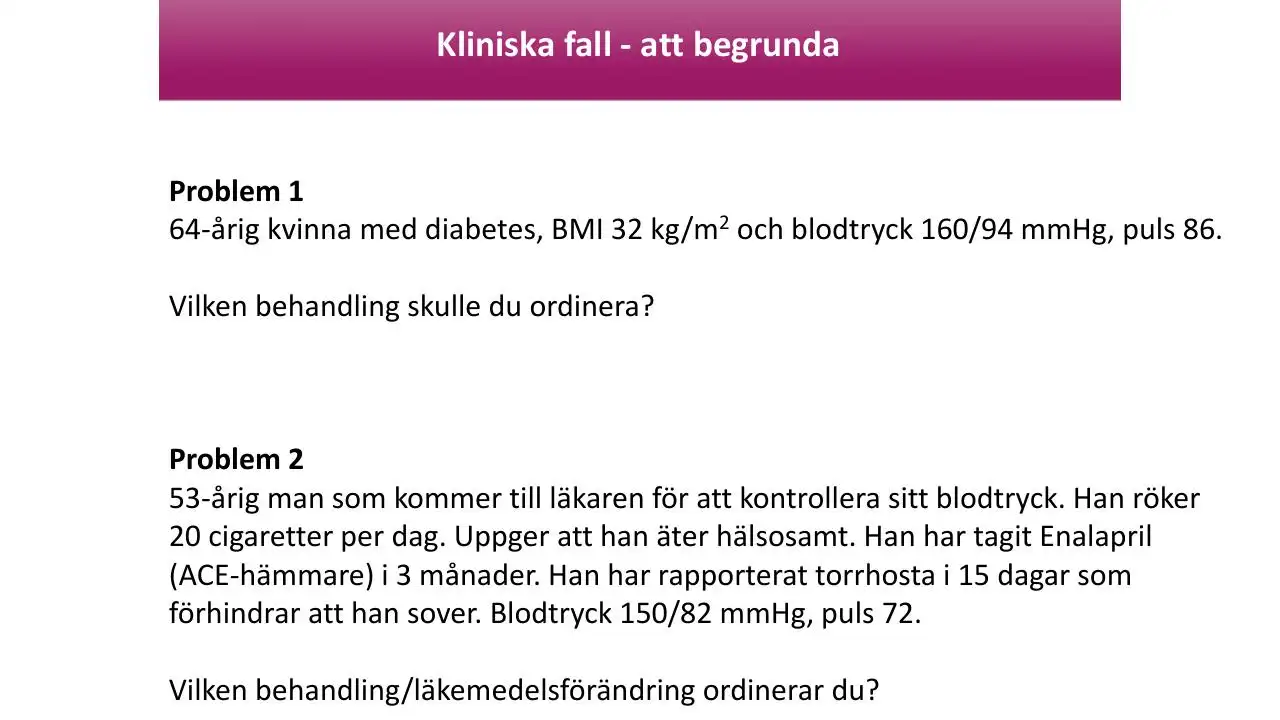 Kliniska fall - att begrunda
Problem 1
64-årig kvinna med diabetes, BMI 32 kg/m² och blodtryck 160/94 mmHg, puls 86.
Vilken behandling skulle du ordinera?
Problem 2
53-årig man som kommer till läkaren för att kontrollera sitt blodtryck. Han röker
20 cigaretter per dag. Uppger att han äter hälsosamt. Han har tagit Enalapril
(ACE-hämmare) i 3 månader. Han har rapporterat torrhosta i 15 dagar som
förhindrar att han sover. Blodtryck 150/82 mmHg, puls 72.
Vilken behandling/läkemedelsförändring ordinerar du?